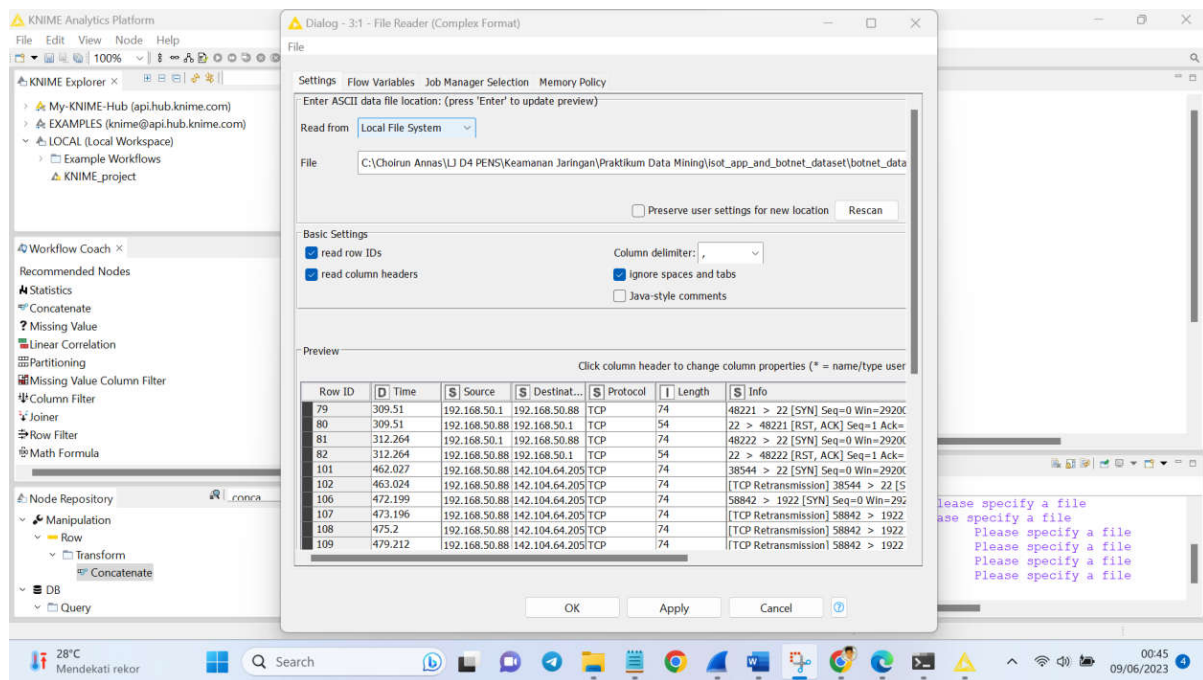 KNIME Analytics Platform
File Edit View Node Help
100%
KNIME Explorer
My-KNIME-Hub (api.hub.knime.com)
EXAMPLES (knime@api.hub.knime.com)
LOCAL (Local Workspace)
Example Workflows
KNIME_project
Workflow Coach
Recommended Nodes
Statistics
Concatenate
? Missing Value
Linear Correlation
Partitioning
Missing Value Column Filter
Column Filter
Joiner
Row Filter
Math Formula
Node Repository conca
Manipulation
Row
Transform
Concatenate
DB
Query
Dialog - 3:1 - File Reader (Complex Format)
File
Settings Flow Variables Job Manager Selection Memory Policy
Enter ASCII data file location: (press 'Enter' to update preview)
Read from Local File System
File C:\Choirun Annas\LJ D4 PENS\Keamanan Jaringan\Praktikum Data Mining\isot_app_and_botnet_dataset\botnet_data
Preserve user settings for new location Rescan
Basic Settings
read row IDs Column delimiter: ,
read column headers ignore spaces and tabs
Java-style comments
Preview
Click column header to change column properties (* = name/type user
Row ID D Time S Source S Destinat... S Protocol I Length S Info
79 309.51 192.168.50.1 192.168.50.88 TCP 74 48221 > 22 [SYN] Seq=0 Win=29200
80 309.51 192.168.50.88 192.168.50.1 TCP 54 22 > 48221 [RST, ACK] Seq=1 Ack=
81 312.264 192.168.50.1 192.168.50.88 TCP 74 48222 > 22 [SYN] Seq=0 Win=29200
82 312.264 192.168.50.88 192.168.50.1 TCP 54 22 > 48222 [RST, ACK] Seq=1 Ack=
101 462.027 192.168.50.88 142.104.64.205 TCP 74 38544 > 22 [SYN] Seq=0 Win=29200
102 463.024 192.168.50.88 142.104.64.205 TCP 74 [TCP Retransmission] 38544 > 22 [S
106 472.199 192.168.50.88 142.104.64.205 TCP 74 58842 > 1922 [SYN] Seq=0 Win=292
107 473.196 192.168.50.88 142.104.64.205 TCP 74 [TCP Retransmission] 58842 > 1922
108 475.2 192.168.50.88 142.104.64.205 TCP 74 [TCP Retransmission] 58842 > 1922
109 479.212 192.168.50.88 142.104.64.205 TCP 74 [TCP Retransmission] 58842 > 1922
OK Apply Cancel
lease specify a file
ase specify a file
Please specify a file
Please specify a file
Please specify a file
Please specify a file
28°C
Mendekati rekor
Search
00:45
09/06/2023 4